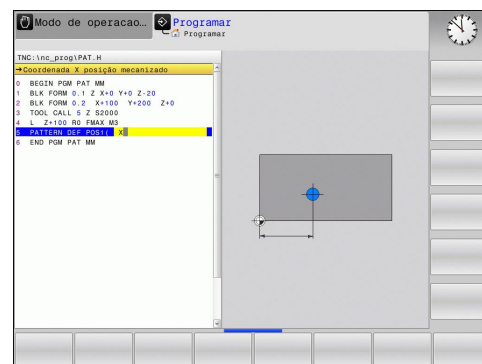 Modo de operacao...
Programar
Programar
TNC:\nc_prog\PAT.H
→Coordenada X posição mecanizado
0 BEGIN PGM PAT MM
1 BLK FORM 0.1 Z X+0 Y+0 Z-20
2 BLK FORM 0.2 X+100 Y+200 Z+0
3 TOOL CALL 5 Z S2000
4 L Z+100 R0 FMAX M3
5 PATTERN DEF POS1( X
6 END PGM PAT MM